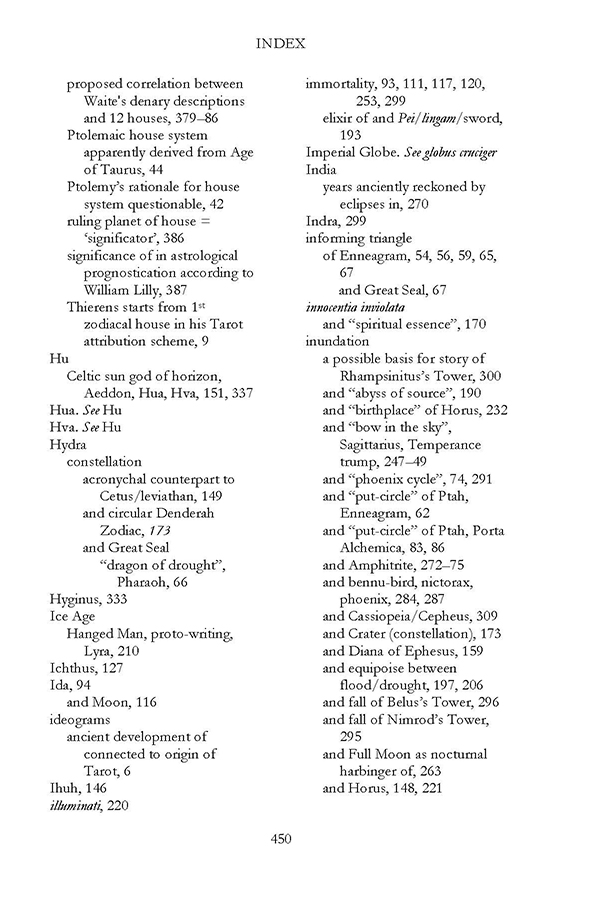 INDEX
proposed correlation between
Waite's denary descriptions
and 12 houses, 379–86
Ptolemaic house system
apparently derived from Age
of Taurus, 44
Ptolemy’s rationale for house
system questionable, 42
ruling planet of house =
‘significator’, 386
significance of in astrological
prognostication according to
William Lilly, 387
Thierens starts from 1st
zodiacal house in his Tarot
attribution scheme, 9
Hu
Celtic sun god of horizon,
Aeddon, Hua, Hva, 151, 337
Hua. See Hu
Hva. See Hu
Hydra
constellation
acronychal counterpart to
Cetus/leviathan, 149
and circular Denderah
Zodiac, 173
and Great Seal
“dragon of drought”,
Pharaoh, 66
Hyginus, 333
Ice Age
Hanged Man, proto-writing,
Lyra, 210
Ichthus, 127
Ida, 94
and Moon, 116
ideograms
ancient development of
connected to origin of
Tarot, 6
Ihuh, 146
illuminati, 220
immortality, 93, 111, 117, 120,
253, 299
elixir of and Pei/lingam/sword,
193
Imperial Globe. See globus cruciger
India
years anciently reckoned by
eclipses in, 270
Indra, 299
informing triangle
of Enneagram, 54, 56, 59, 65,
67
and Great Seal, 67
innocentia inviolata
and “spiritual essence”, 170
inundation
a possible basis for story of
Rhampsinitus’s Tower, 300
and “abyss of source”, 190
and “birthplace” of Horus, 232
and “bow in the sky”,
Sagittarius, Temperance
trump, 247–49
and “phoenix cycle”, 74, 291
and “put-circle” of Ptah,
Enneagram, 62
and “put-circle” of Ptah, Porta
Alchemica, 83, 86
and Amphitrite, 272–75
and bennu-bird, nictorax,
phoenix, 284, 287
and Cassiopeia/Cepheus, 309
and Crater (constellation), 173
and Diana of Ephesus, 159
and equipoise between
flood/drought, 197, 206
and fall of Belus’s Tower, 296
and fall of Nimrod’s Tower,
295
and Full Moon as nocturnal
harbinger of, 263
and Horus, 148, 221
450